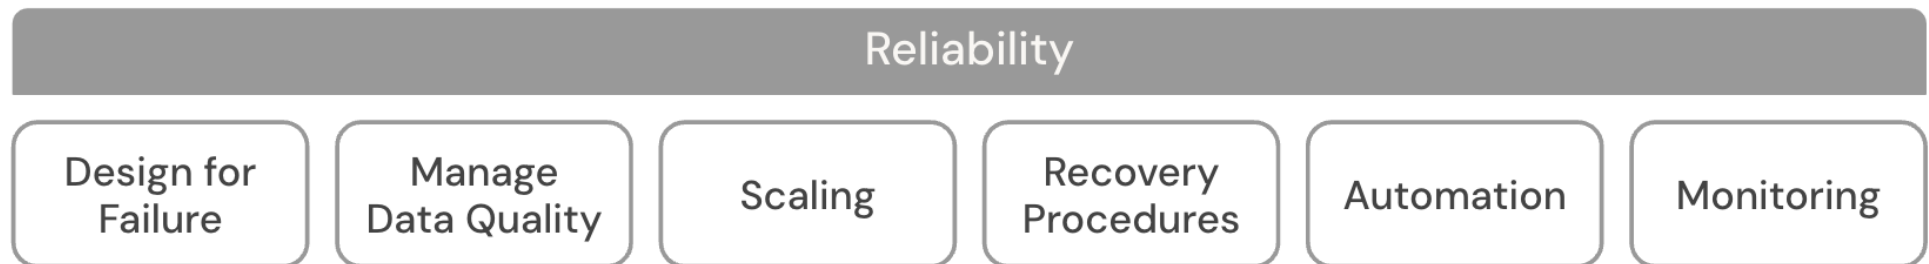 Reliability
Design for
Failure
Manage
Data Quality
Scaling
Recovery
Procedures
Automation
Monitoring